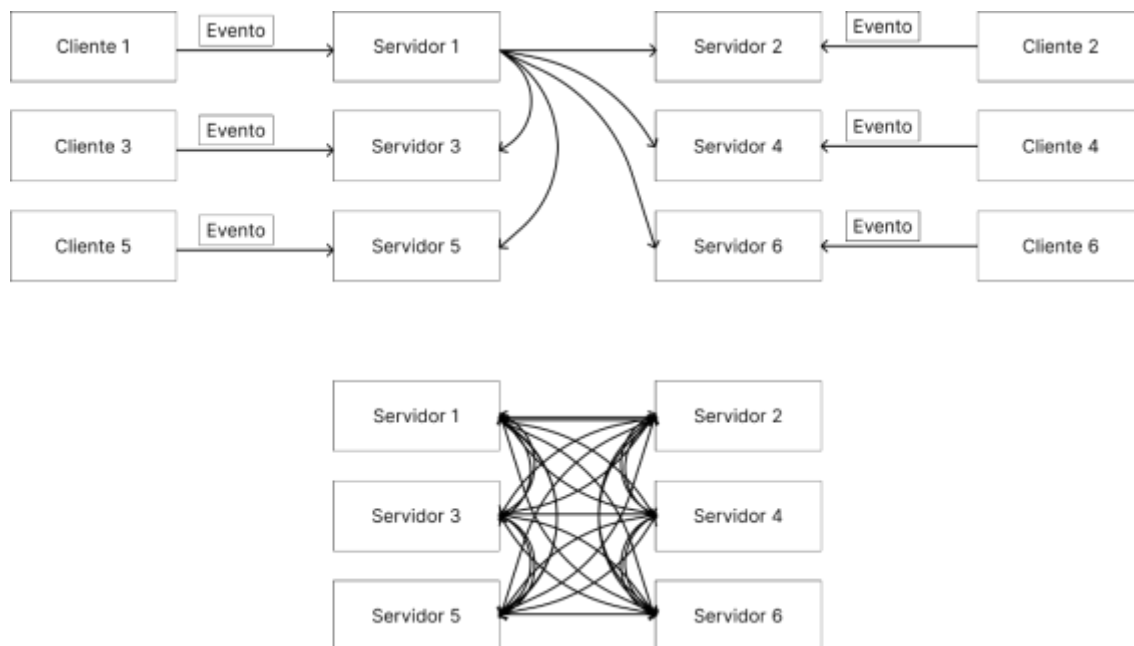 Cliente 1
Evento
Servidor 1
Servidor 2
Evento
Cliente 2
Cliente 3
Evento
Servidor 3
Servidor 4
Evento
Cliente 4
Cliente 5
Evento
Servidor 5
Servidor 6
Evento
Cliente 6
Servidor 1
Servidor 2
Servidor 3
Servidor 4
Servidor 5
Servidor 6